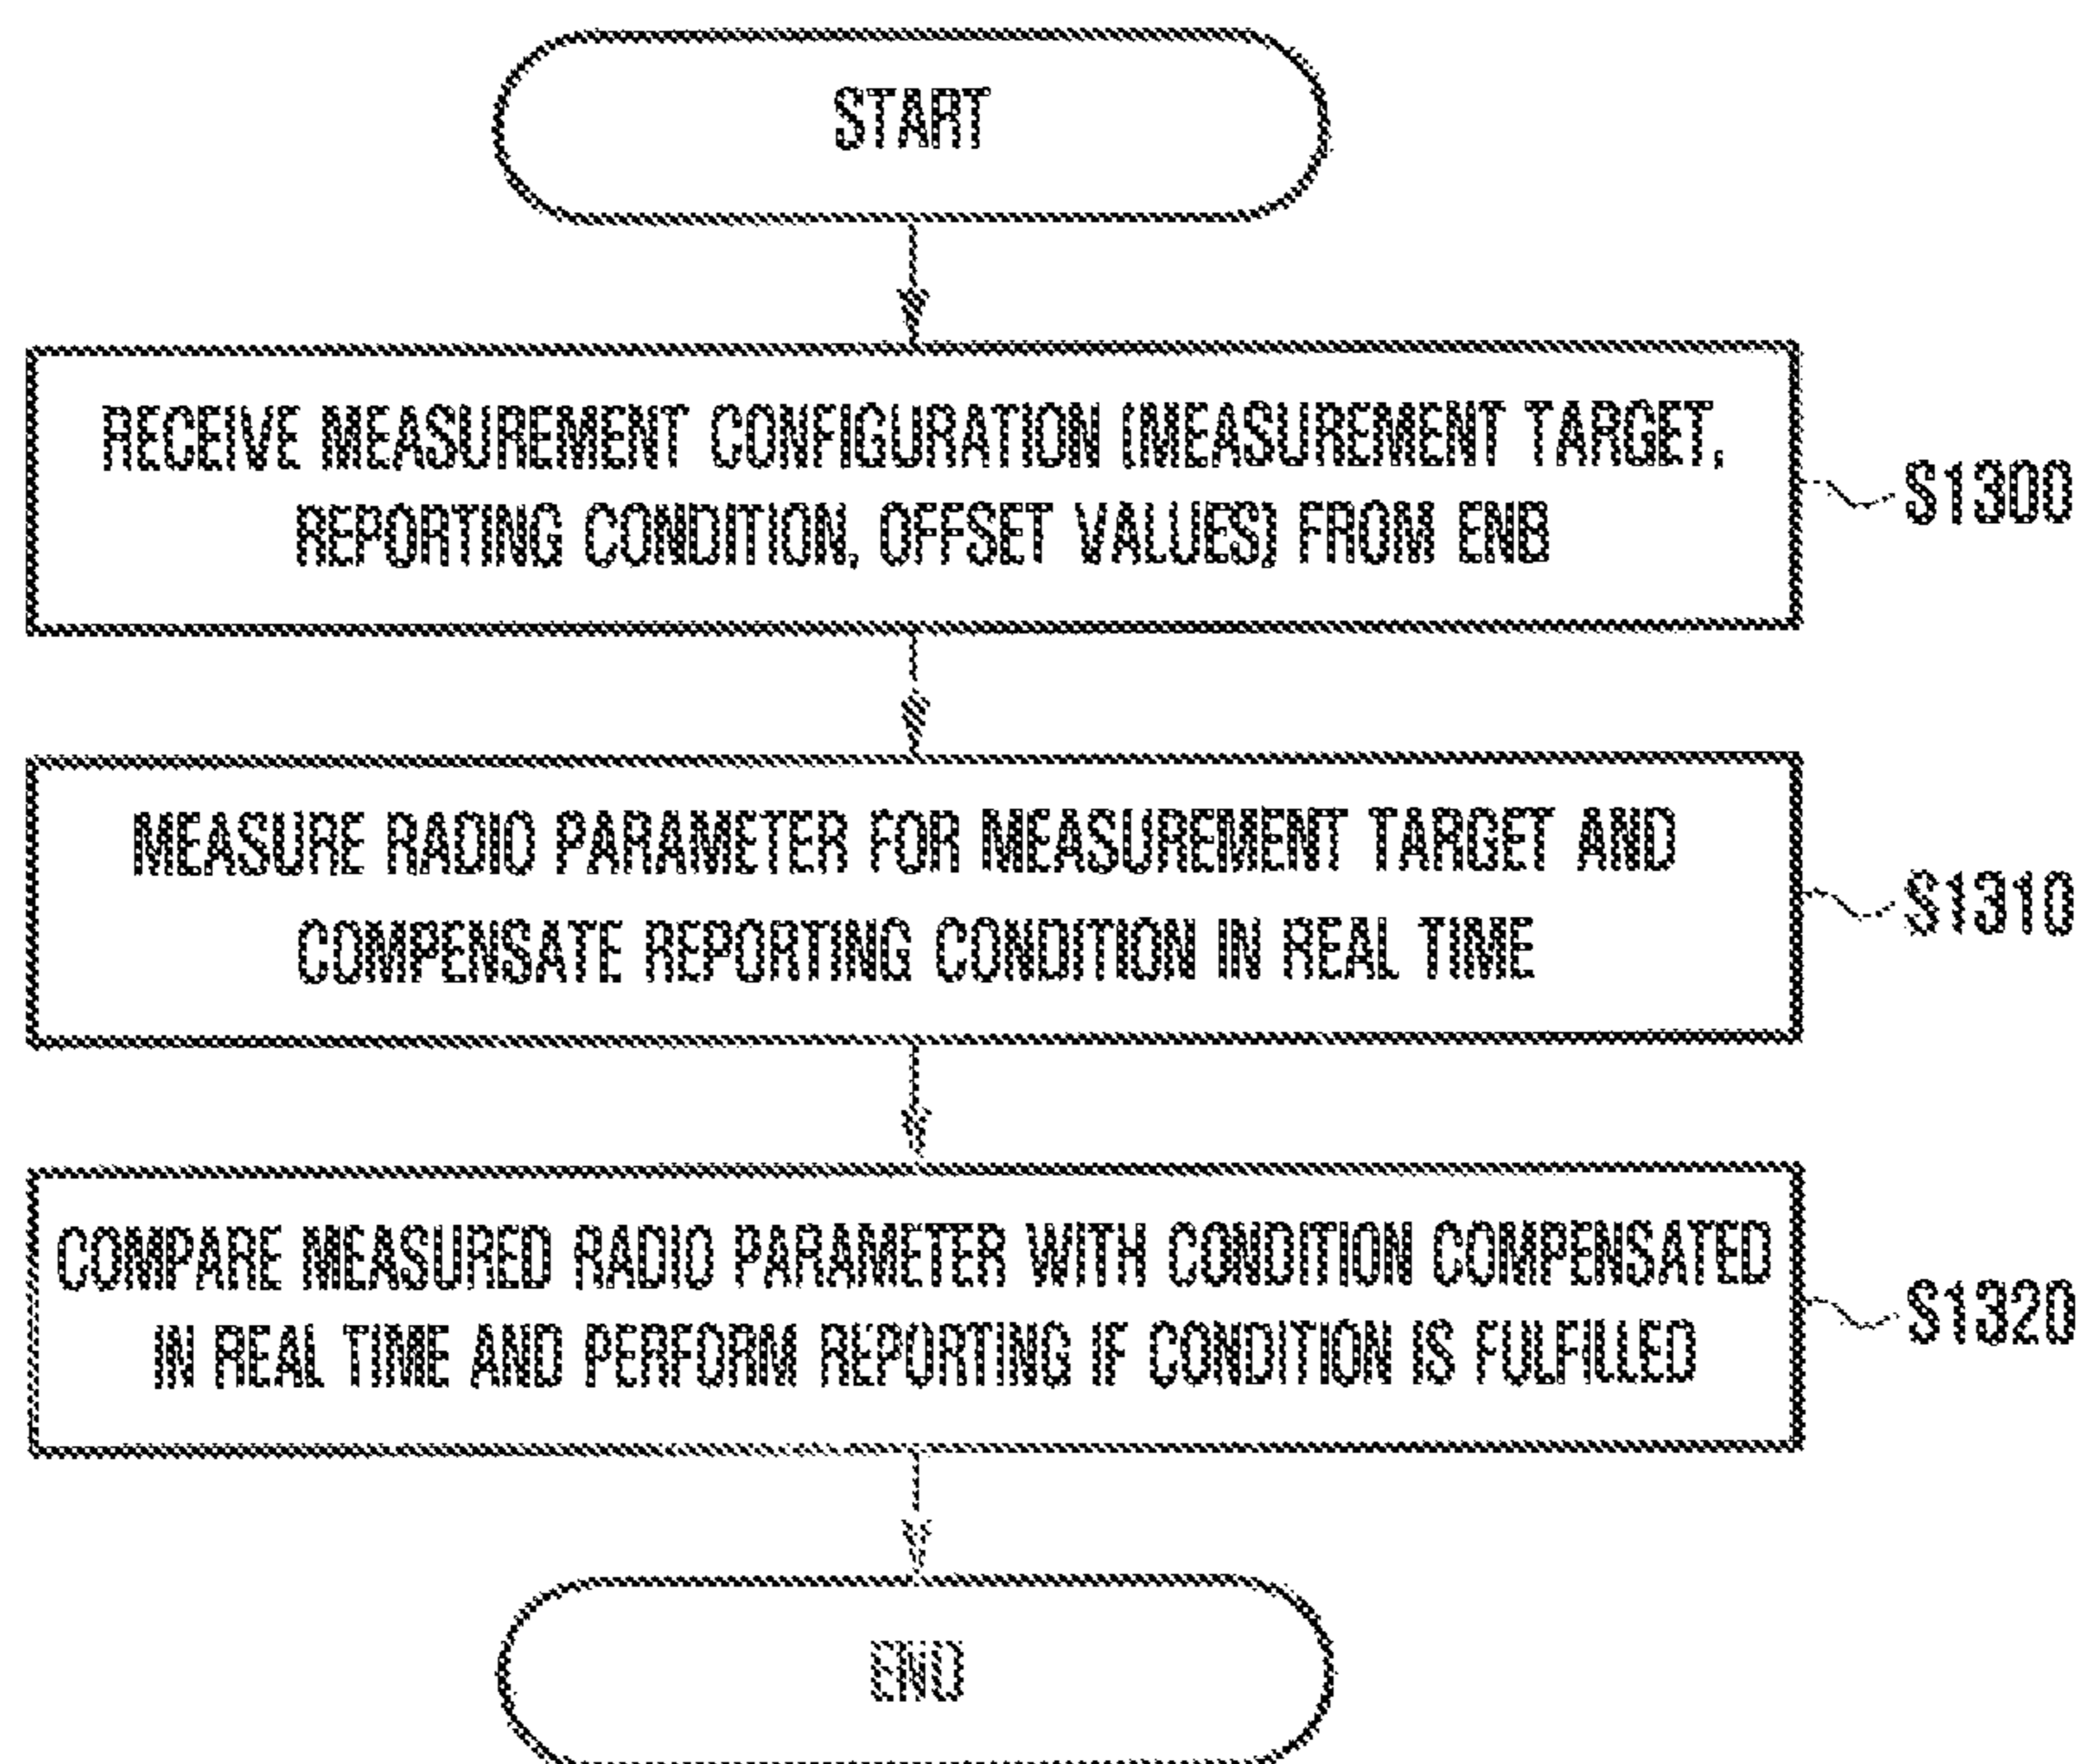 START
RECEIVE MEASUREMENT CONFIGURATION (MEASUREMENT TARGET,
REPORTING CONDITION, OFFSET VALUES) FROM ENB
S1300
MEASURE RADIO PARAMETER FOR MEASUREMENT TARGET AND
COMPENSATE REPORTING CONDITION IN REAL TIME
S1310
COMPARE MEASURED RADIO PARAMETER WITH CONDITION COMPENSATED
IN REAL TIME AND PERFORM REPORTING IF CONDITION IS FULFILLED
S1320
END